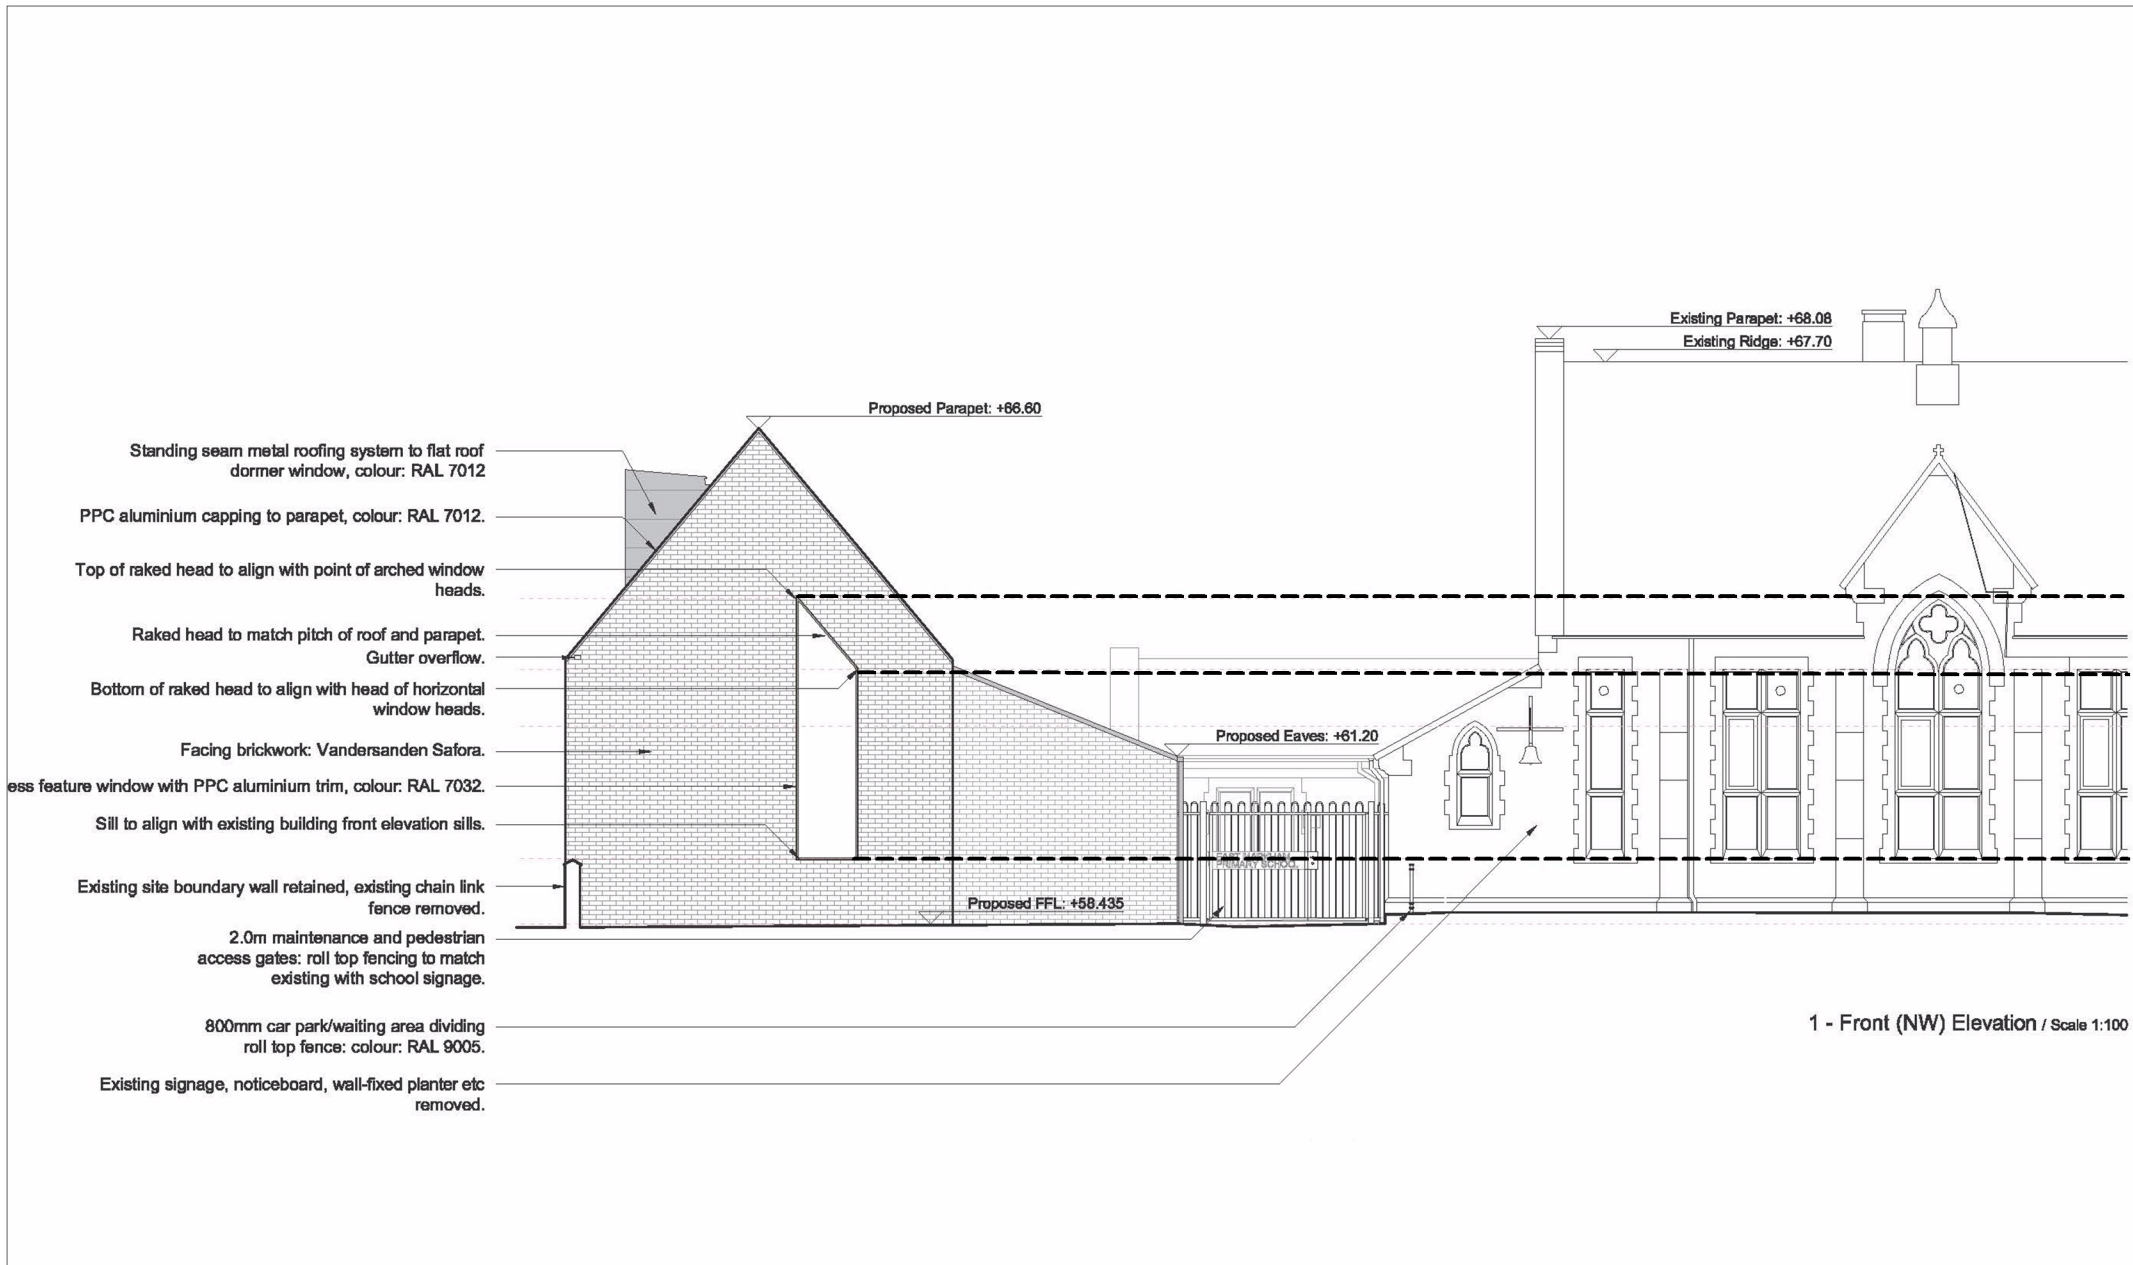 Existing Parapet: +68.08
Existing Ridge: +67.70
Proposed Parapet: +66.60
Standing seam metal roofing system to flat roof
dormer window, colour: RAL 7012
PPC aluminium capping to parapet, colour: RAL 7012.
Top of raked head to align with point of arched window
heads.
Raked head to match pitch of roof and parapet.
Gutter overflow.
Bottom of raked head to align with head of horizontal
window heads.
Proposed Eaves: +61.20
Facing brickwork: Vandersanden Safora.
ess feature window with PPC aluminium trim, colour: RAL 7032.
Sill to align with existing building front elevation sills.
EAST MARKHAM
PRIMARY SCHOOL
Existing site boundary wall retained, existing chain link
fence removed.
Proposed FFL: +58.435
2.0m maintenance and pedestrian
access gates: roll top fencing to match
existing with school signage.
800mm car park/waiting area dividing
roll top fence: colour: RAL 9005.
1 - Front (NW) Elevation / Scale 1:100
Existing signage, noticeboard, wall-fixed planter etc
removed.